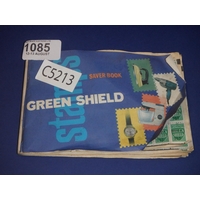 1085
C5213
stamps
SAVER BOOK
GREEN SHIELD